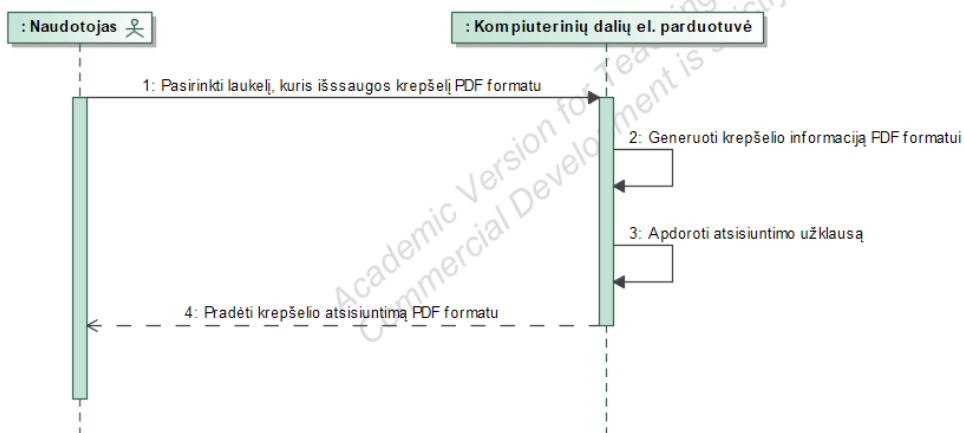 : Naudotojas
: Kompiuterinių dalių el. parduotuvė
1: Pasirinkti laukelį, kuris išssaugos krepšelį PDF formatu
2: Generuoti krepšelio informaciją PDF formatui
3: Apdoroti atsisiuntimo užklausą
4: Pradėti krepšelio atsisiuntimą PDF formatu
Academic Version for Teaching
Commercial Development is